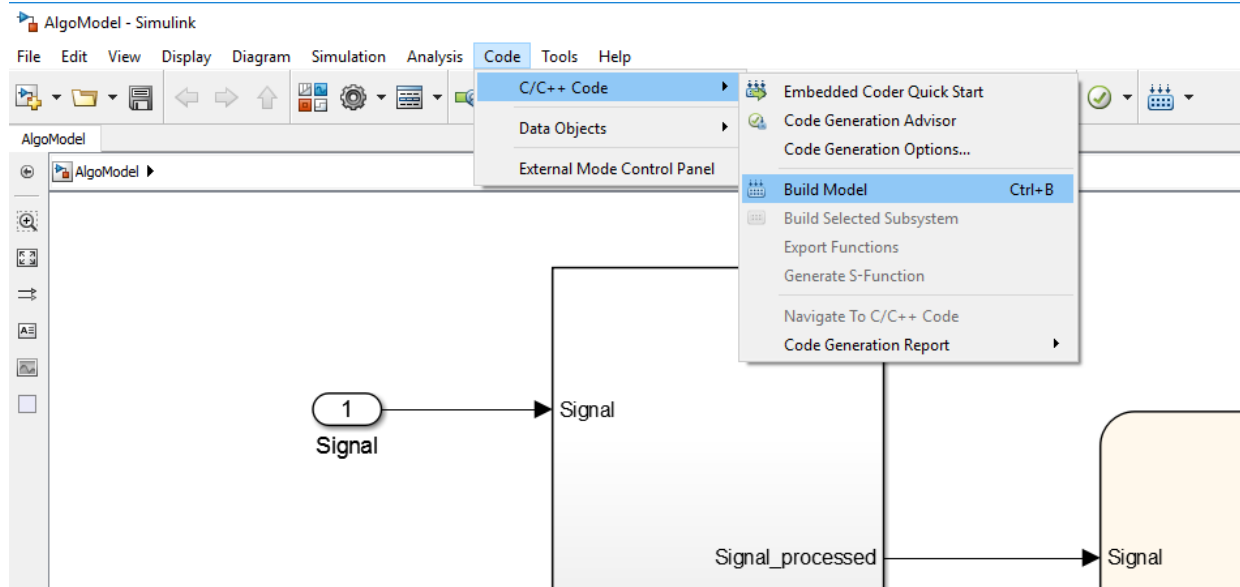 AlgoModel - Simulink
File Edit View Display Diagram Simulation Analysis Code Tools Help
C/C++ Code
Data Objects
External Mode Control Panel
Embedded Coder Quick Start
Code Generation Advisor
Code Generation Options...
Build Model Ctrl+B
Build Selected Subsystem
Export Functions
Generate S-Function
Navigate To C/C++ Code
Code Generation Report
AlgoModel
AlgoModel
1
Signal
Signal
Signal_processed
Signal